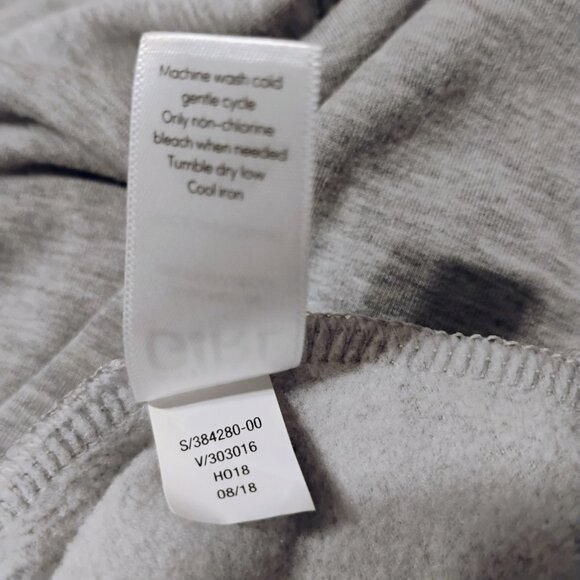 Machine wash cold
gentle cycle
Only non-chlorine
bleach when needed
Tumble dry low
Cool iron
S/384280-00
V/303016
HO18
08/18